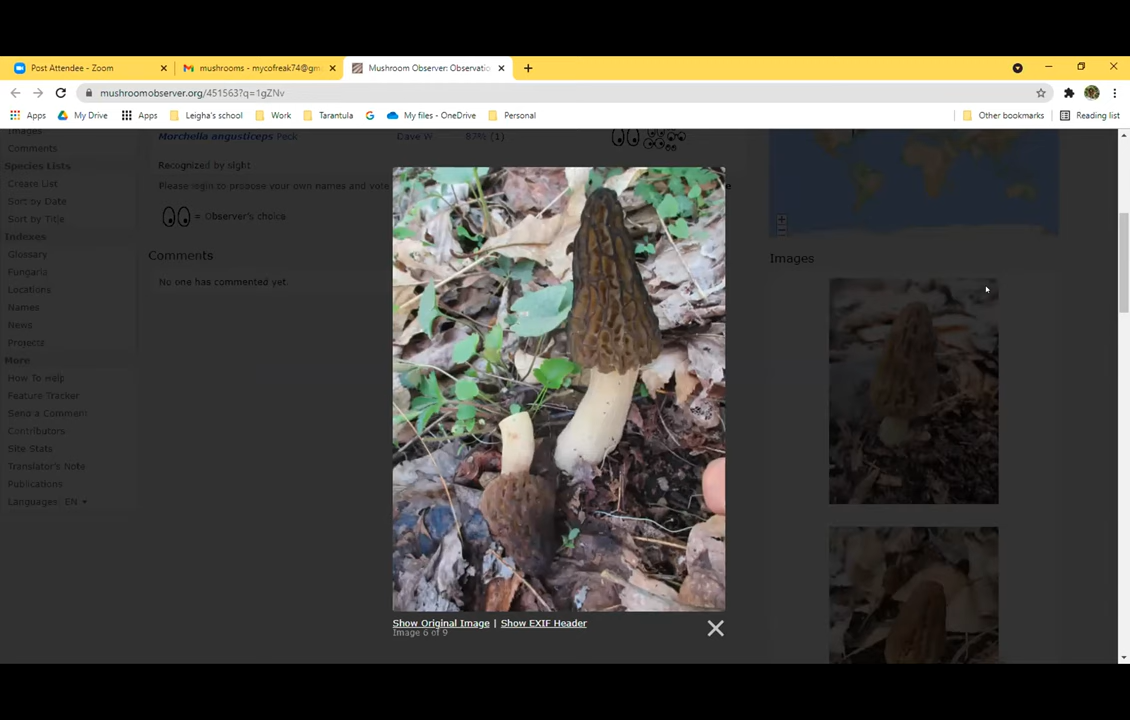 Post Attendee - Zoom
mushrooms - mycofreak74@gm
Mushroom Observer: Observatio
mushroomobserver.org/451563?q=1gZNv
Apps
My Drive
Apps
Leigha's school
Work
Tarantula
My files - OneDrive
Personal
Other bookmarks
Reading list
Images
Comments
Species Lists
Create List
Sort by Date
Sort by Title
Indexes
Glossary
Fungaria
Locations
Names
News
Projects
More
How To Help
Feature Tracker
Send a Comment
Contributors
Site Stats
Translator's Note
Publications
Languages: EN
Morchella angusticeps Peck
Dave W
87% (1)
Recognized by sight
Please login to propose your own names and vote
= Observer's choice
Comments
No one has commented yet.
Images
Show Original Image | Show EXIF Header
Image 6 of 9